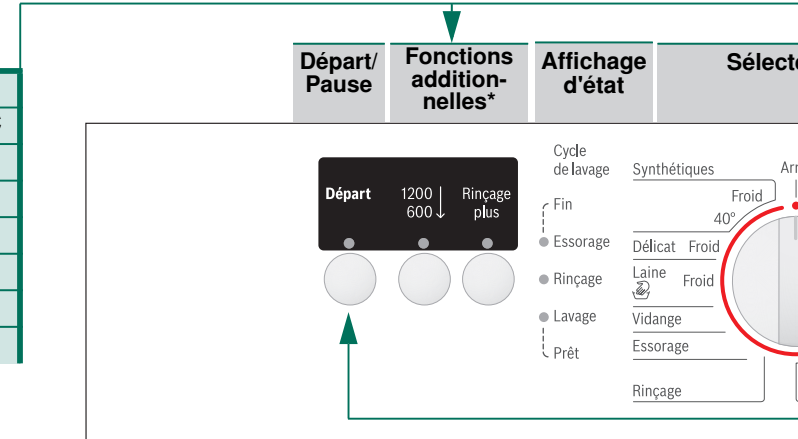 Départ/
Pause
Fonctions
addition-
nelles*
Affichage
d'état
Départ
1200
600
Rinçage
plus
Cycle
de lavage
Fin
Essorage
Rinçage
Lavage
Prêt
Synthétiques
Froid
40°
Délicat Froid
Laine
Froid
Vidange
Essorage
Rinçage